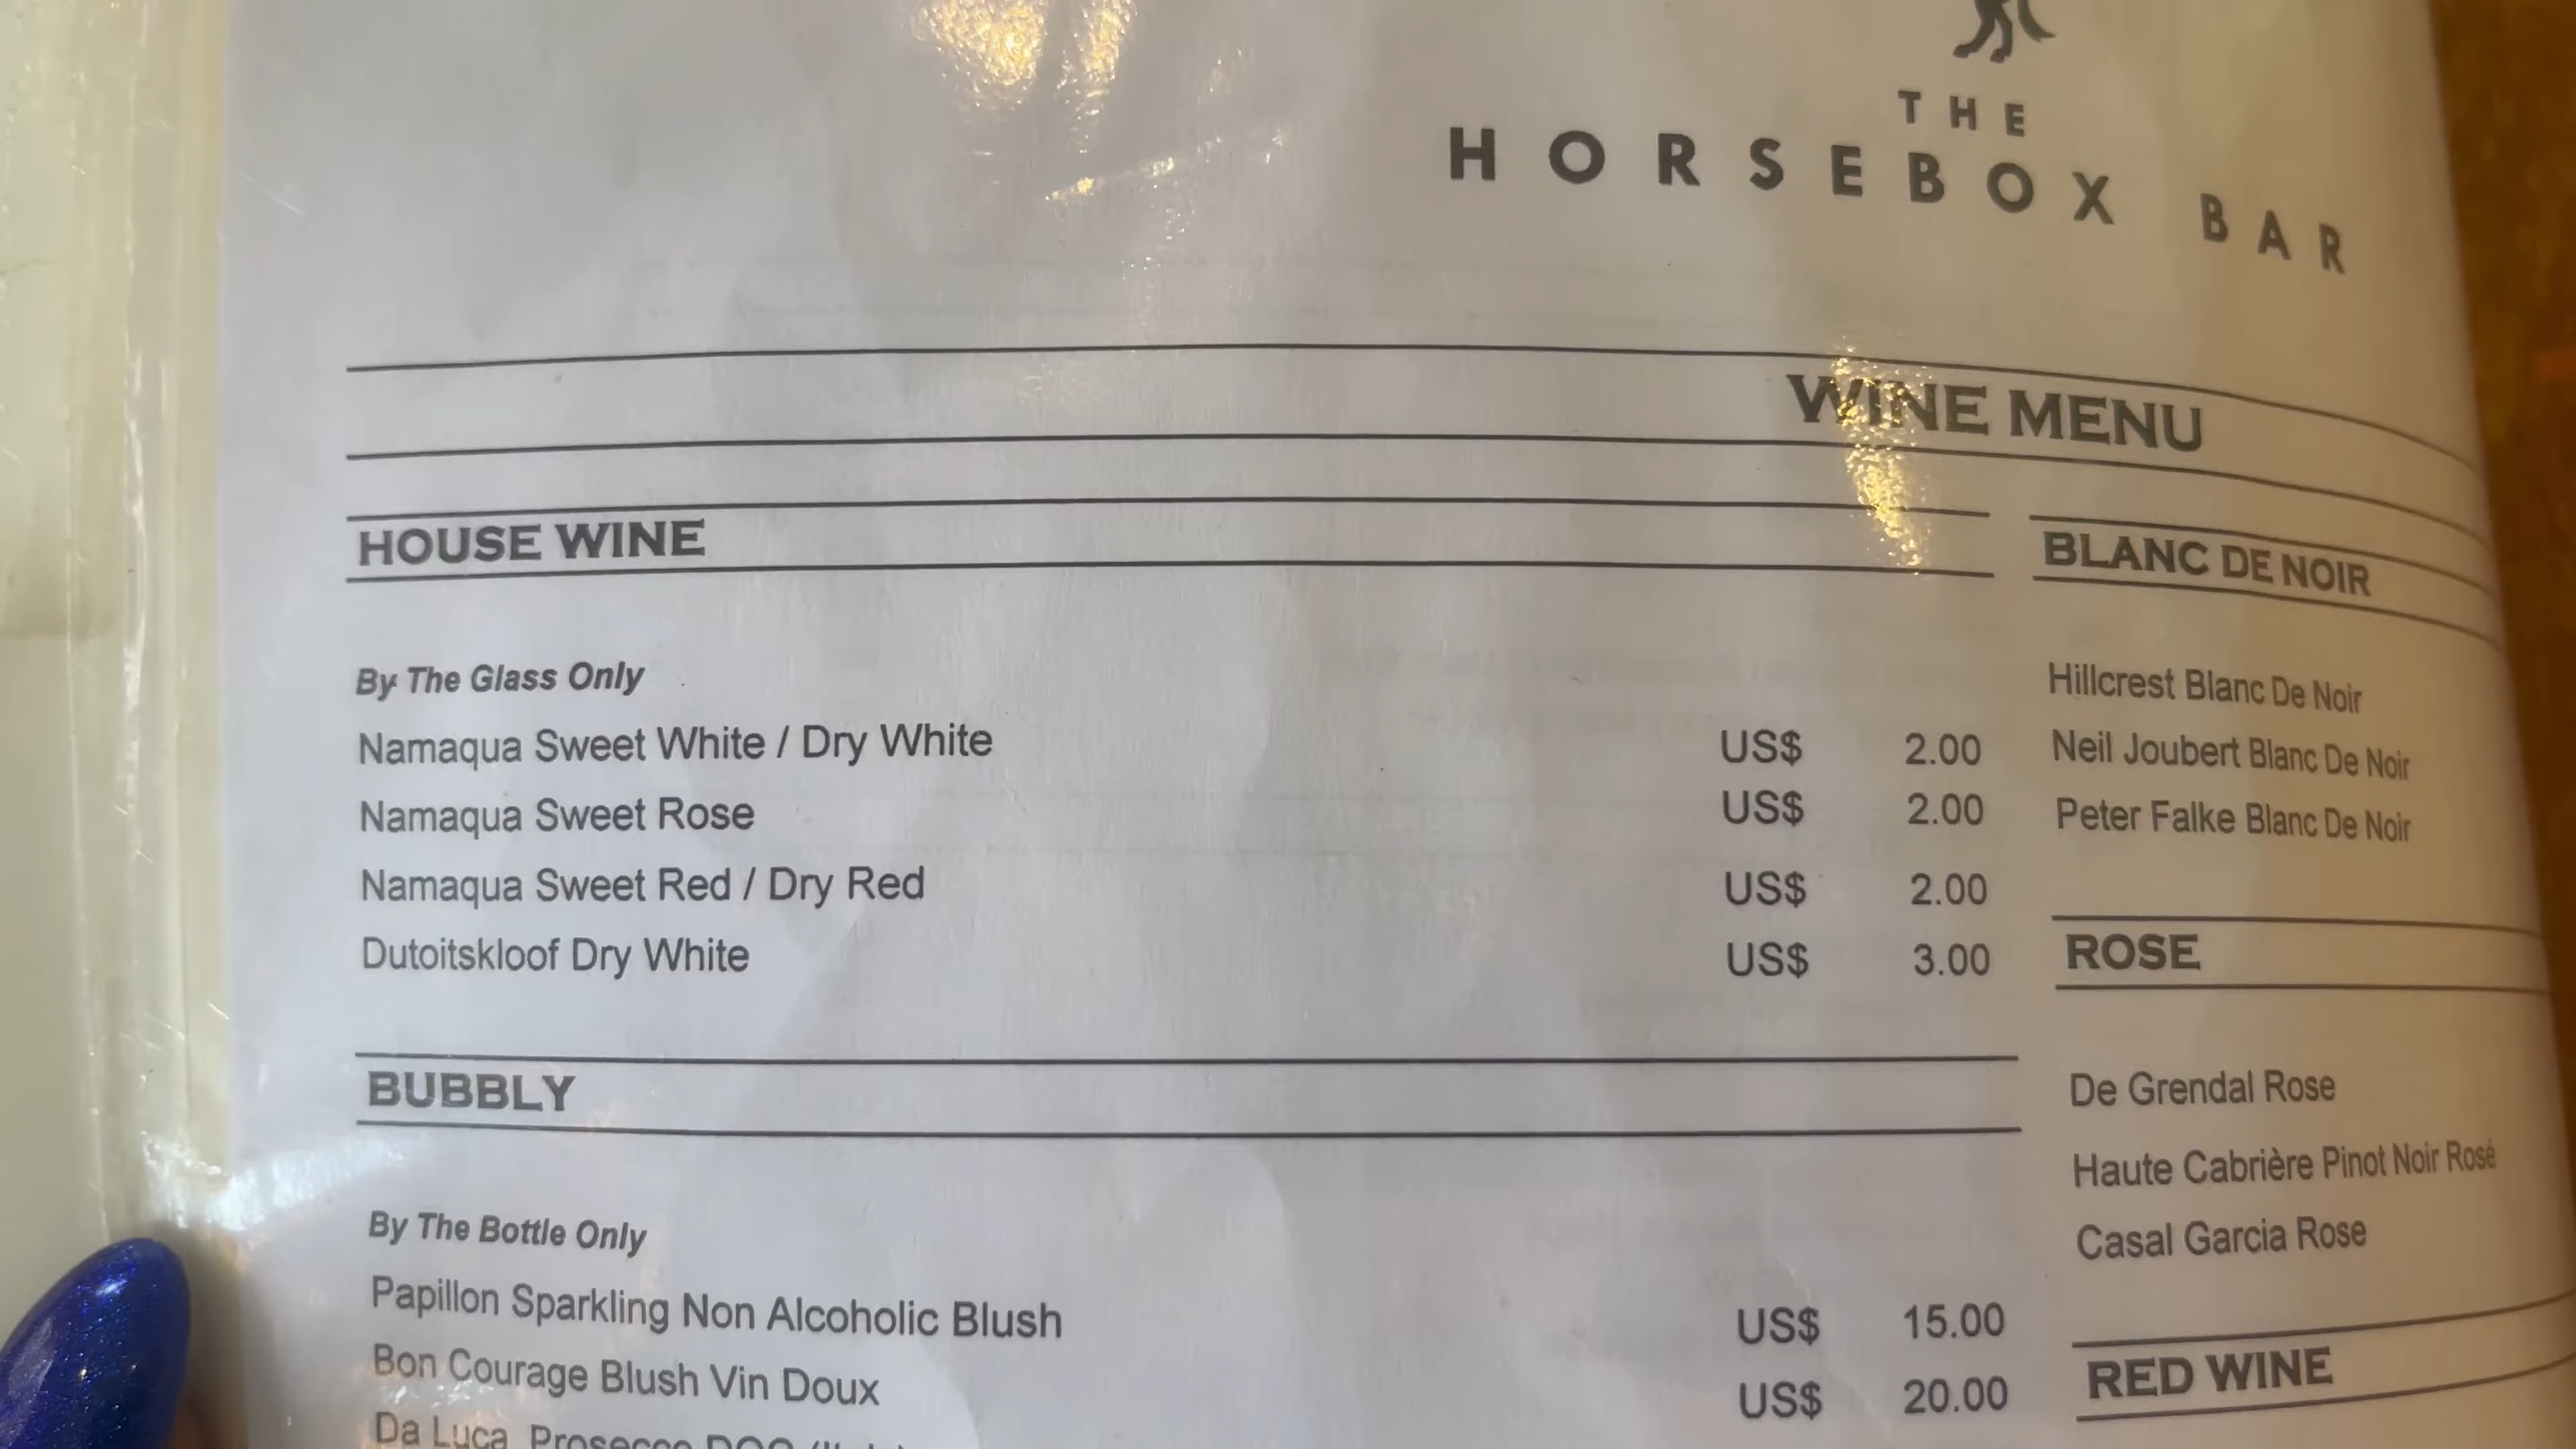 THE
HORSEBOX BAR
WINE MENU
HOUSE WINE
By The Glass Only
Namaqua Sweet White / Dry White US$ 2.00
Namaqua Sweet Rose US$ 2.00
Namaqua Sweet Red / Dry Red US$ 2.00
Dutoitskloof Dry White US$ 3.00
BUBBLY
By The Bottle Only
Papillon Sparkling Non Alcoholic Blush US$ 15.00
Bon Courage Blush Vin Doux US$ 20.00
Da Luca Prosecco DOC
BLANC DE NOIR
Hillcrest Blanc De Noir
Neil Joubert Blanc De Noir
Peter Falke Blanc De Noir
ROSE
De Grendal Rose
Haute Cabrière Pinot Noir Rosé
Casal Garcia Rose
RED WINE